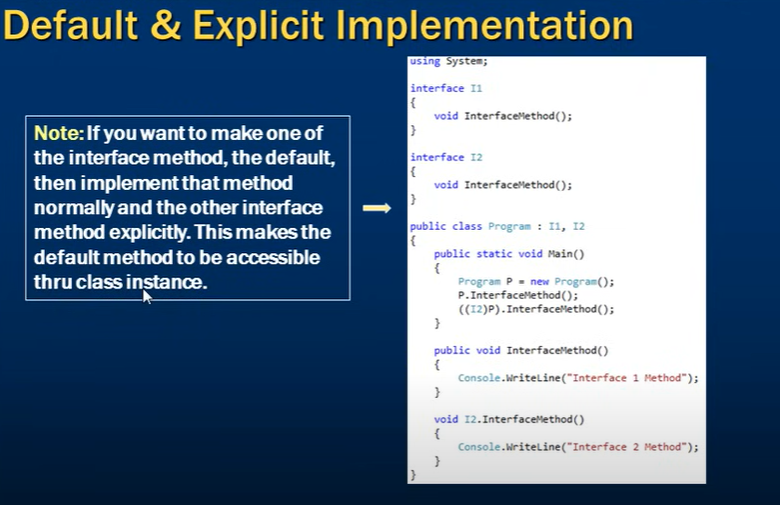 Default & Explicit Implementation
Note: If you want to make one of
the interface method, the default,
then implement that method
normally and the other interface
method explicitly. This makes the
default method to be accessible
thru class instance.
using System;
interface I1
{
void InterfaceMethod();
}
interface I2
{
void InterfaceMethod();
}
public class Program : I1, I2
{
public static void Main()
{
Program P = new Program();
P.InterfaceMethod();
((I2)P).InterfaceMethod();
}
public void InterfaceMethod()
{
Console.WriteLine("Interface 1 Method");
}
void I2.InterfaceMethod()
{
Console.WriteLine("Interface 2 Method");
}
}